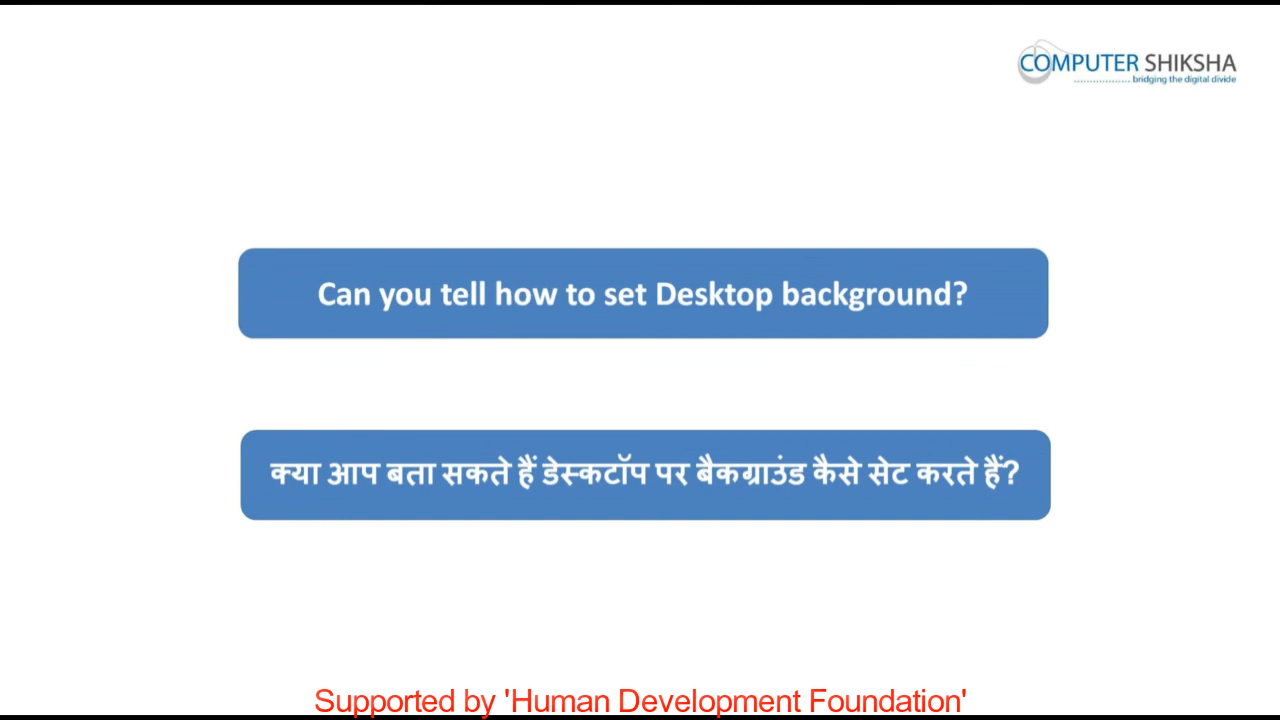 COMPUTER SHIKSHA
.................. bridging the digital divide
Can you tell how to set Desktop background?
क्या आप बता सकते हैं डेस्कटॉप पर बैकग्राउंड कैसे सेट करते हैं?
Supported by 'Human Development Foundation'